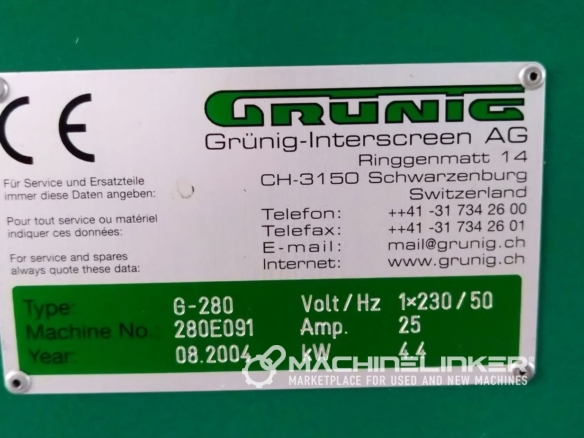 CE
GRÜNIG
Grünig-Interscreen AG
Ringgenmatt 14
CH-3150 Schwarzenburg
Switzerland
Telefon: ++41 -31 734 26 00
Telefax: ++41 -31 734 26 01
E-mail: mail@grunig.ch
Internet: www.grunig.ch
Für Service und Ersatzteile
immer diese Daten angeben:
Pour tout service ou matériel
indiquer ces données:
For service and spares
always quote these data:
Type: G-280 Volt/Hz 1×230/50
Machine No.: 280E091 Amp. 25
Year: 08.2004 kW 4.4
MACHINELINKER
MARKETPLACE FOR USED AND NEW MACHINES